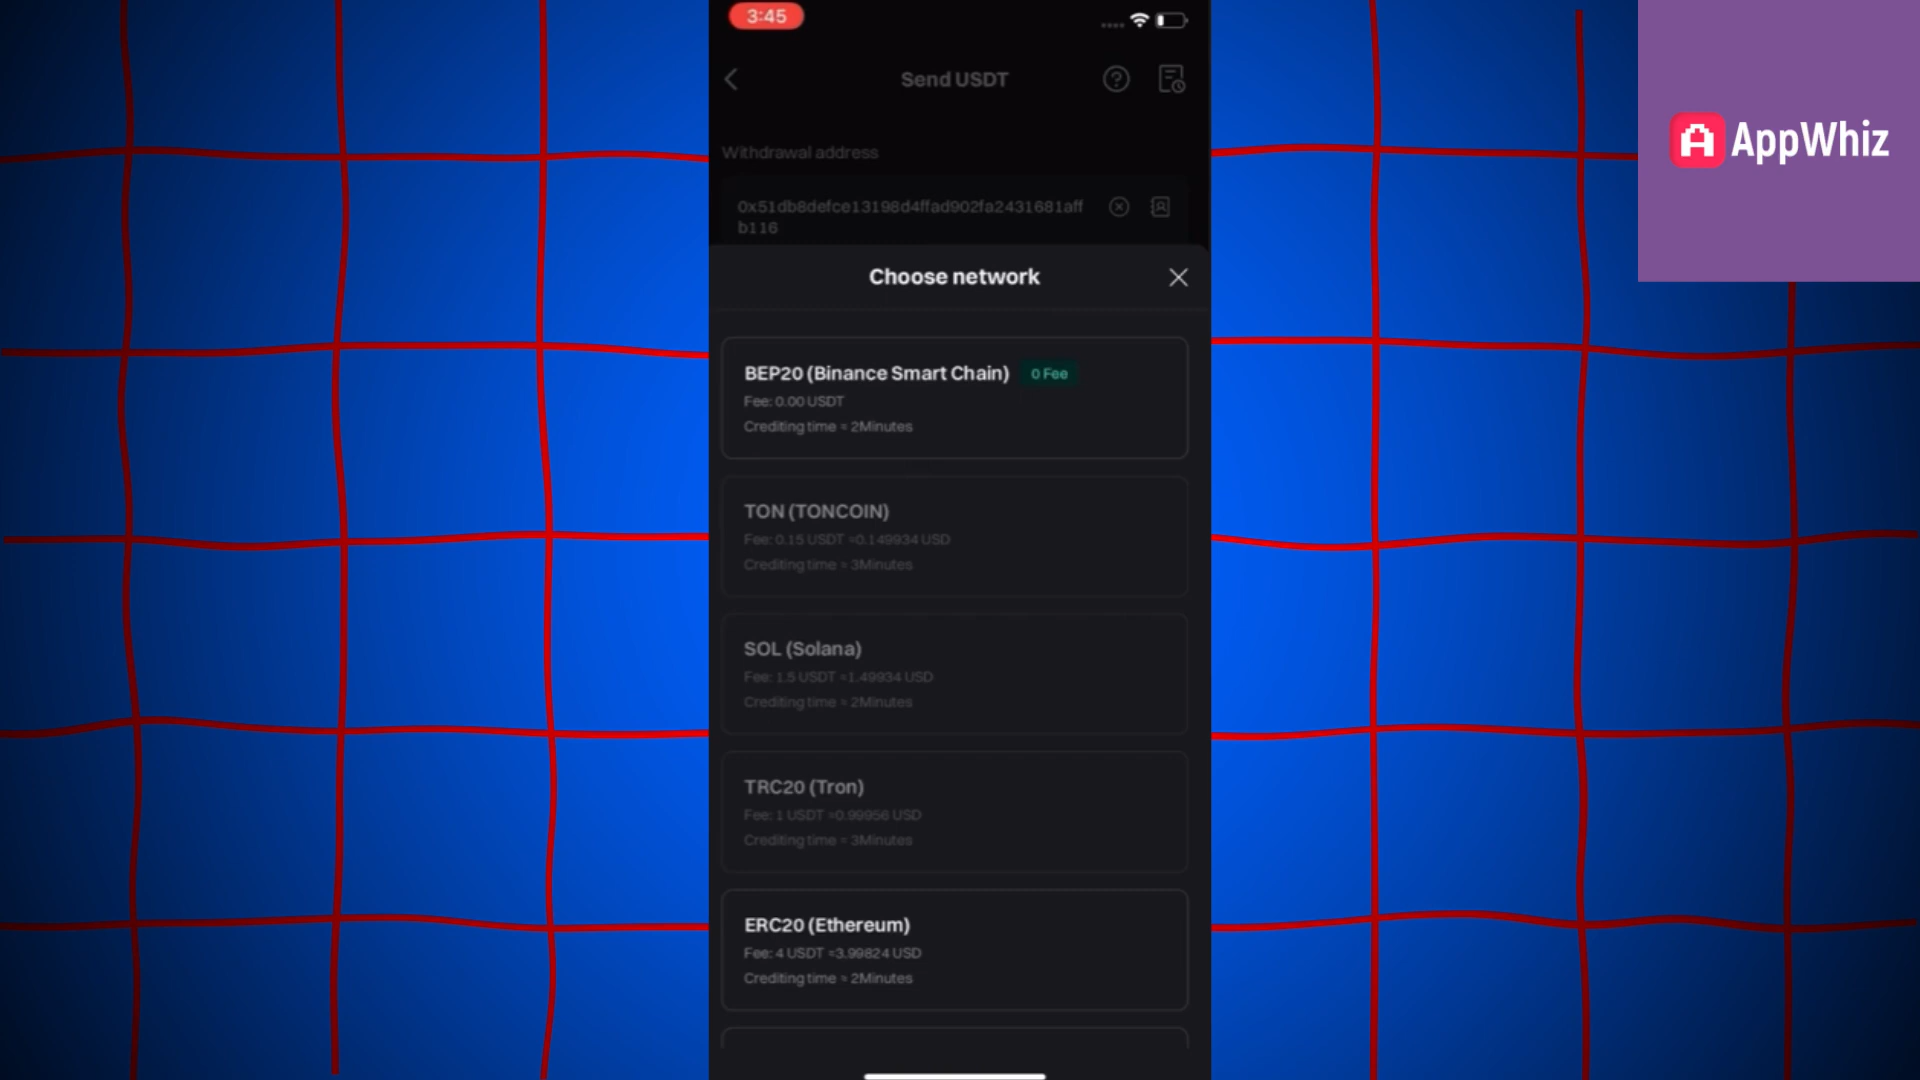 3:45
AppWhiz
Send USDT
Withdrawal address
0x51db8defce13198d4ffad902fa2431681aff
b116
Choose network
BEP20 (Binance Smart Chain) 0 Fee
Fee: 0.00 USDT
Crediting time ≈ 2Minutes
TON (TONCOIN)
Fee: 0.15 USDT ≈0.149934 USD
Crediting time ≈ 3Minutes
SOL (Solana)
Fee: 1.5 USDT ≈1.49934 USD
Crediting time ≈ 2Minutes
TRC20 (Tron)
Fee: 1 USDT ≈0.99956 USD
Crediting time ≈ 3Minutes
ERC20 (Ethereum)
Fee: 4 USDT ≈3.99824 USD
Crediting time ≈ 2Minutes